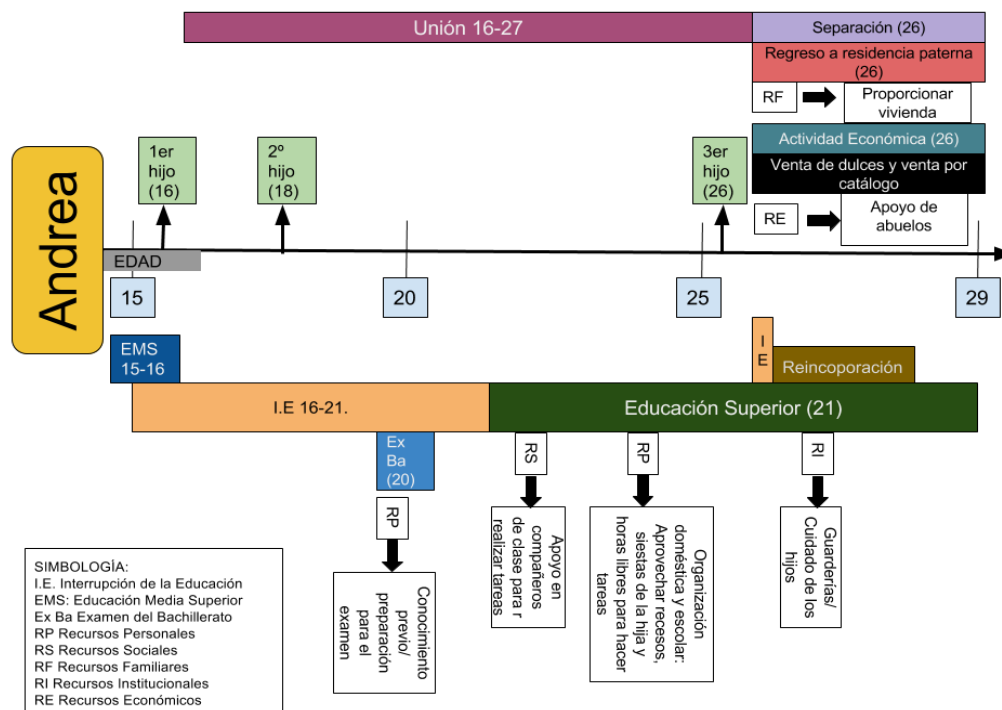 Unión 16-27
Separación (26)
Regreso a residencia paterna
(26)
RF
Proporcionar
vivienda
Actividad Económica (26)
Venta de dulces y venta por
catálogo
RE
Apoyo de
abuelos
Andrea
1er
hijo
(16)
2º
hijo
(18)
3er
hijo
(26)
EDAD
15
20
25
29
EMS
15-16
I E
Reincoporación
I.E 16-21.
Educación Superior (21)
Ex
Ba
(20)
RS
RP
RI
RP
Apoyo en
compañeros
de clase para r
realizar tareas
Organización
doméstica y escolar:
Aprovechar recesos,
siestas de la hija y
horas libres para hacer
tareas
Guarderías/
Cuidado de los
hijos
Conocimiento
previo/
preparación
para el
examen
SIMBOLOGÌA:
I.E. Interrupción de la Educación
EMS: Educación Media Superior
Ex Ba Examen del Bachillerato
RP Recursos Personales
RS Recursos Sociales
RF Recursos Familiares
RI Recursos Institucionales
RE Recursos Económicos